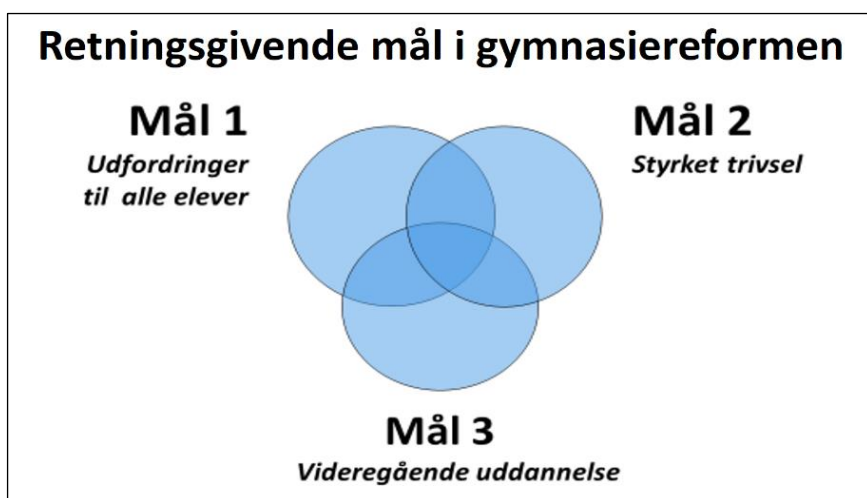 Retningsgivende mål i gymnasiereformen
Mål 1
Udfordringer
til alle elever
Mål 2
Styrket trivsel
Mål 3
Videregående uddannelse